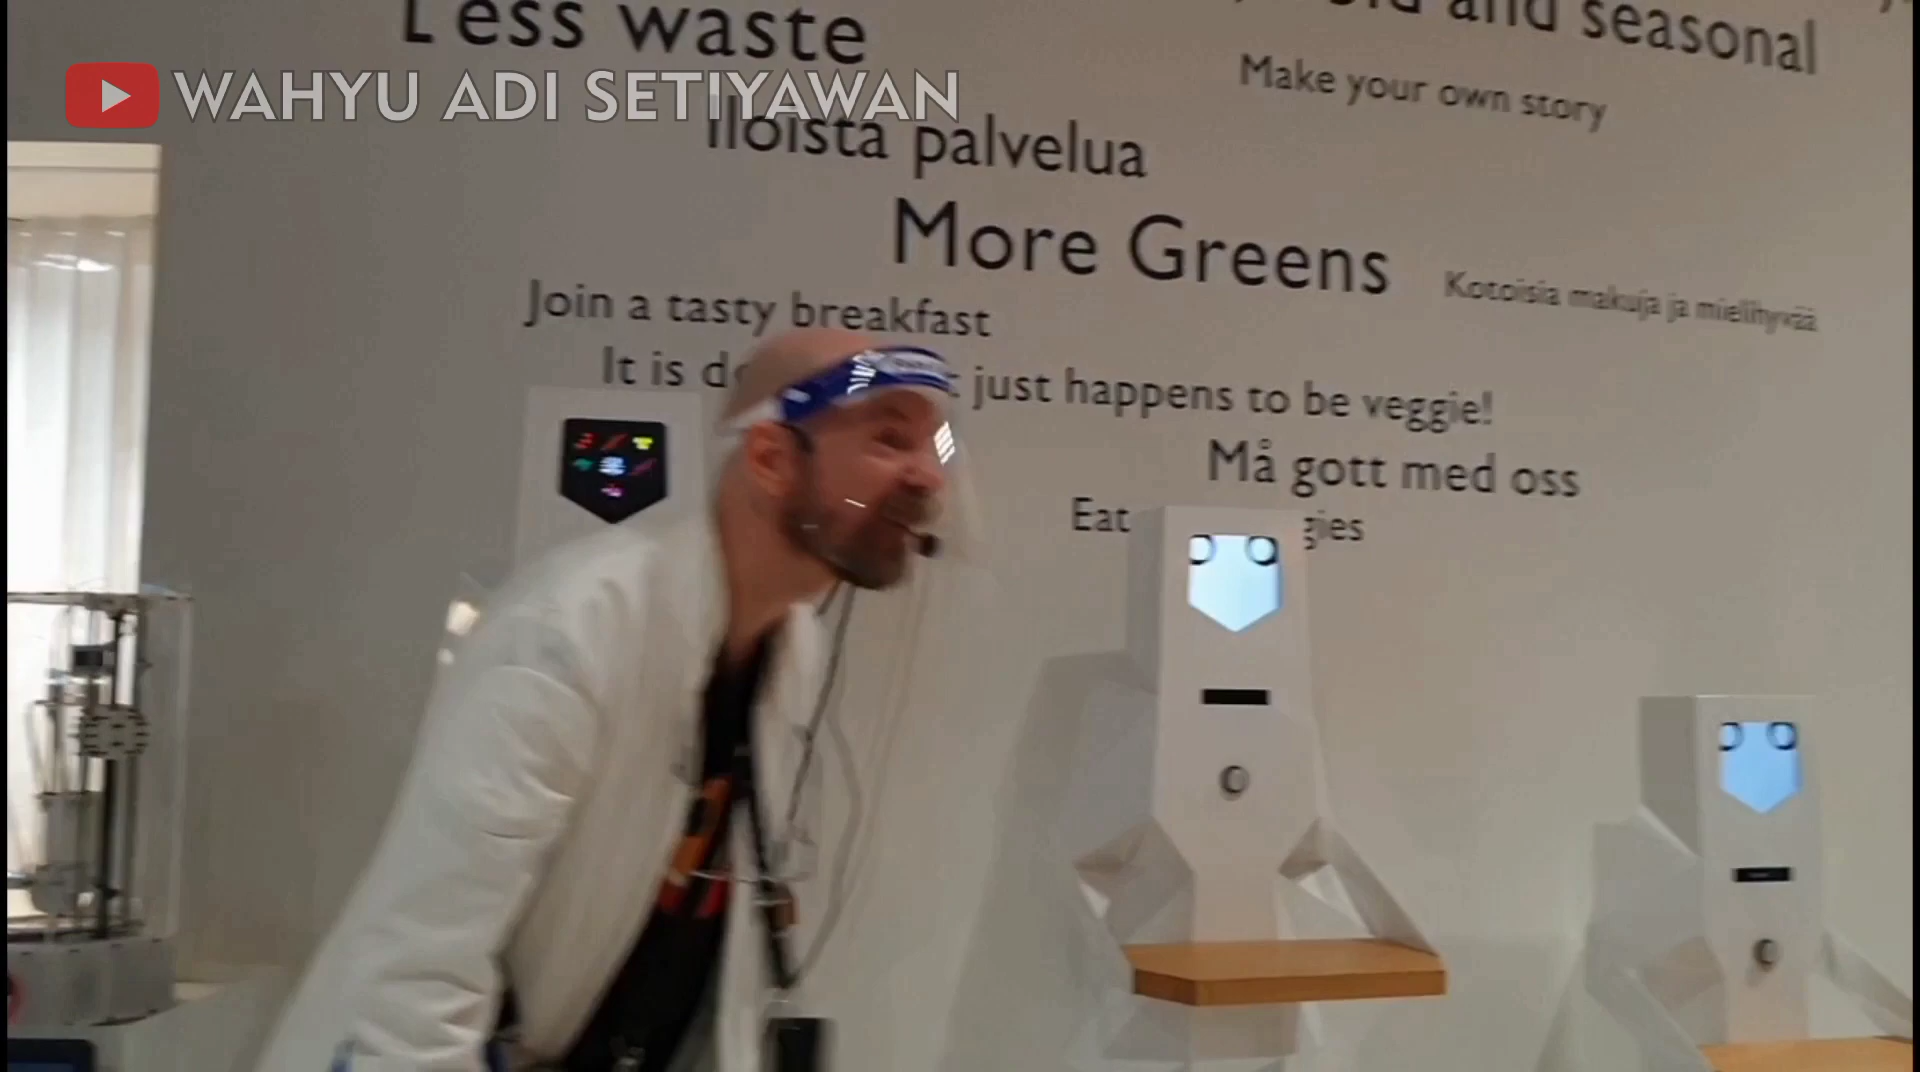 Less waste
and seasonal
WAHYU ADI SETIYAWAN
Make your own story
Iloista palvelua
More Greens
Kotoisia makuja ja mielihyvää
Join a tasty breakfast
It is just happens to be veggie!
Må gott med oss
Eat